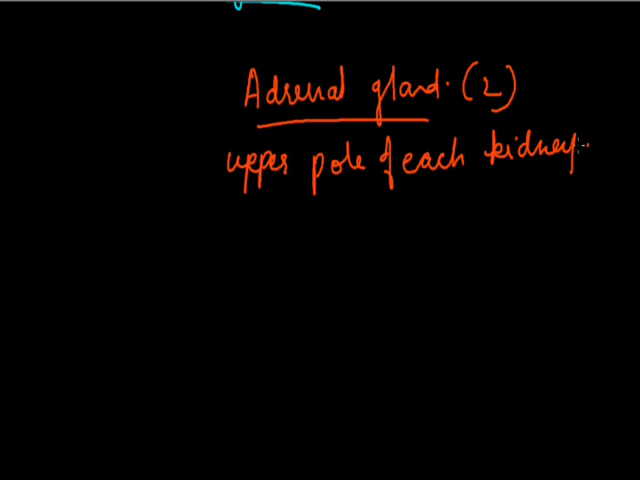 Adrenal gland. (2)
upper pole of each kidney.